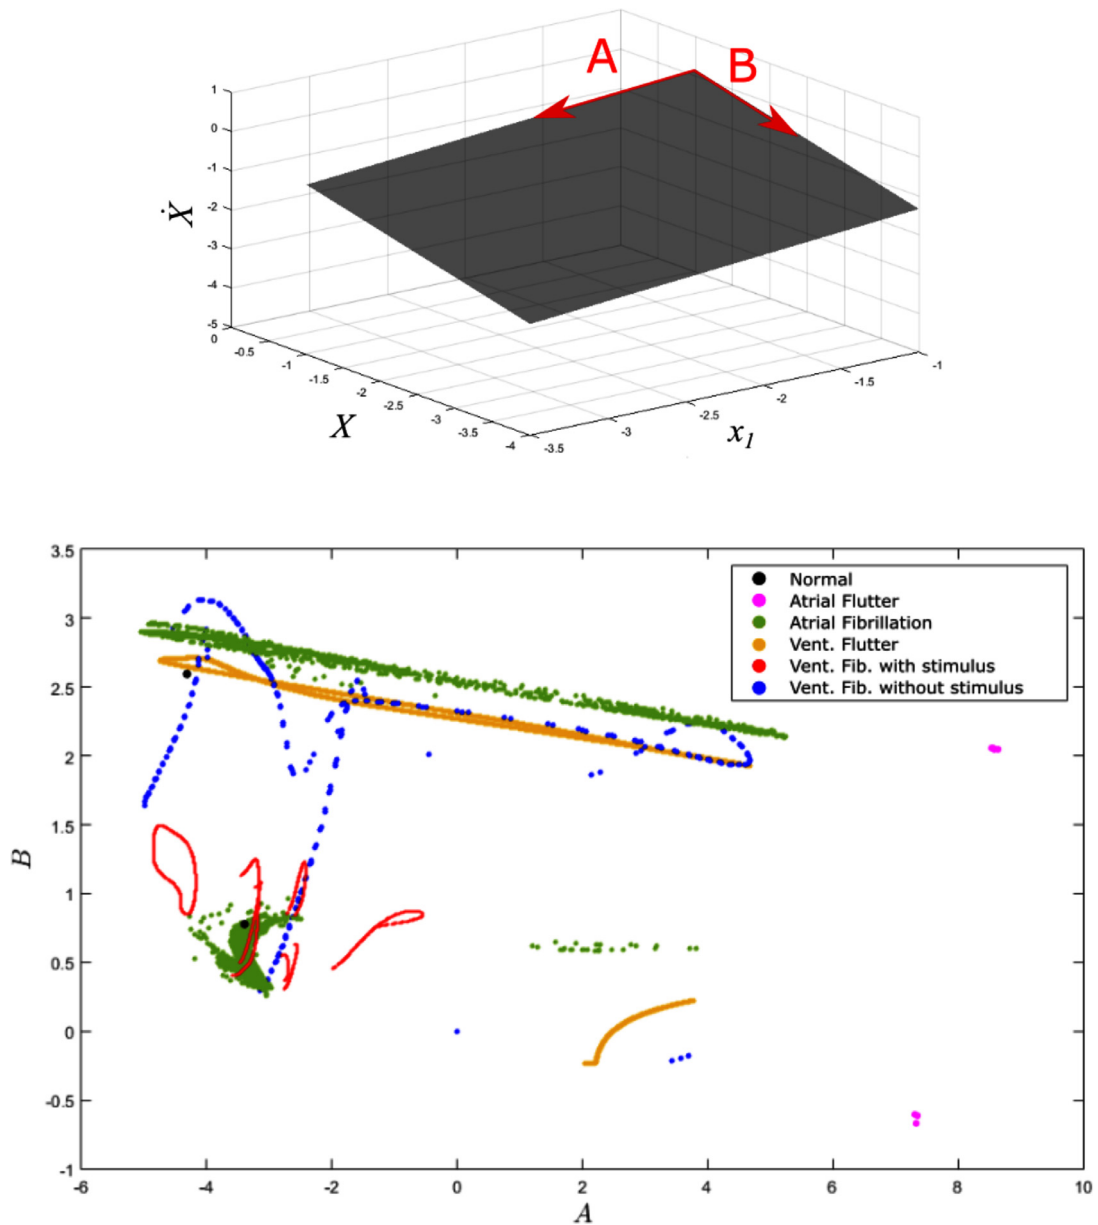 A
B
1
0
-1
-2
-3
-4
-5
Ẋ
0
-0.5
-1
-1.5
-2
-2.5
-3
-3.5
-4
X
-3.5
-3
-2.5
-2
-1.5
-1
x1
3.5
3
2.5
2
1.5
1
0.5
0
-0.5
-1
B
Normal
Atrial Flutter
Atrial Fibrillation
Vent. Flutter
Vent. Fib. with stimulus
Vent. Fib. without stimulus
-6 -4 -2 0 2 4 6 8 10
A